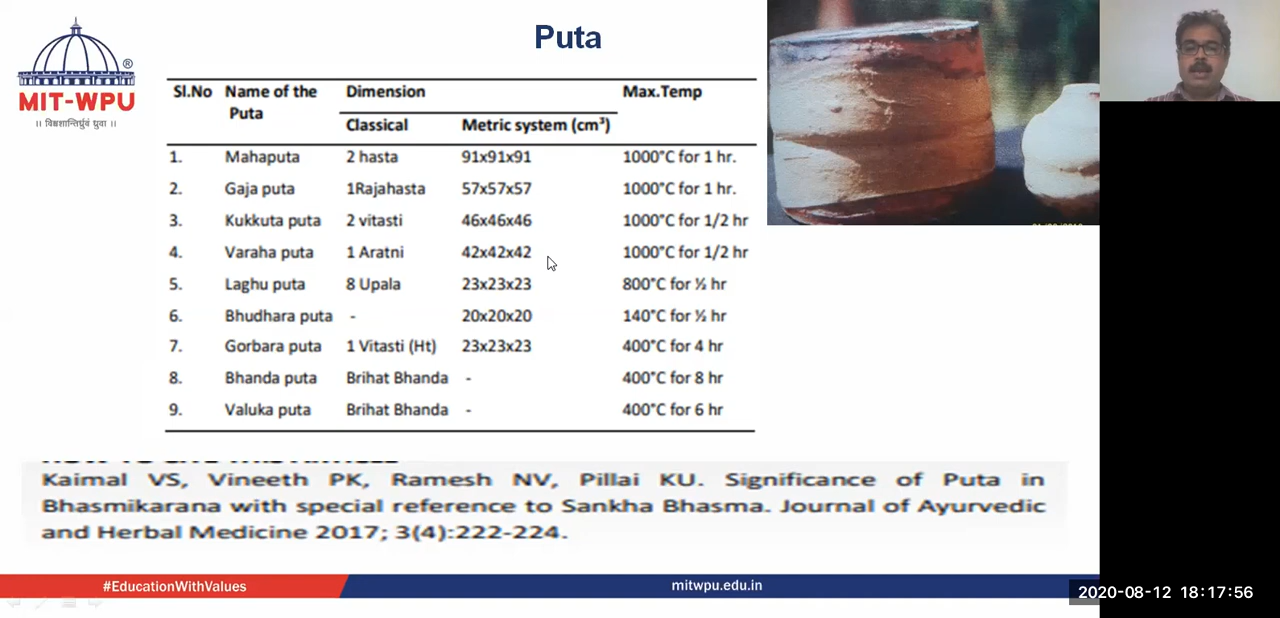 Puta
®
MIT-WPU
॥ विश्वशान्तिर्ध्रुवं ध्रुवा ॥
Sl.No Name of the Puta Dimension Max.Temp
Classical Metric system (cm³)
1. Mahaputa 2 hasta 91x91x91 1000°C for 1 hr.
2. Gaja puta 1Rajahasta 57x57x57 1000°C for 1 hr.
3. Kukkuta puta 2 vitasti 46x46x46 1000°C for 1/2 hr
4. Varaha puta 1 Aratni 42x42x42 1000°C for 1/2 hr
5. Laghu puta 8 Upala 23x23x23 800°C for ½ hr
6. Bhudhara puta - 20x20x20 140°C for ½ hr
7. Gorbara puta 1 Vitasti (Ht) 23x23x23 400°C for 4 hr
8. Bhanda puta Brihat Bhanda - 400°C for 8 hr
9. Valuka puta Brihat Bhanda - 400°C for 6 hr
Kaimal VS, Vineeth PK, Ramesh NV, Pillai KU. Significance of Puta in
Bhasmikarana with special reference to Sankha Bhasma. Journal of Ayurvedic
and Herbal Medicine 2017; 3(4):222-224.
#EducationWithValues
mitwpu.edu.in
2020-08-12 18:17:56